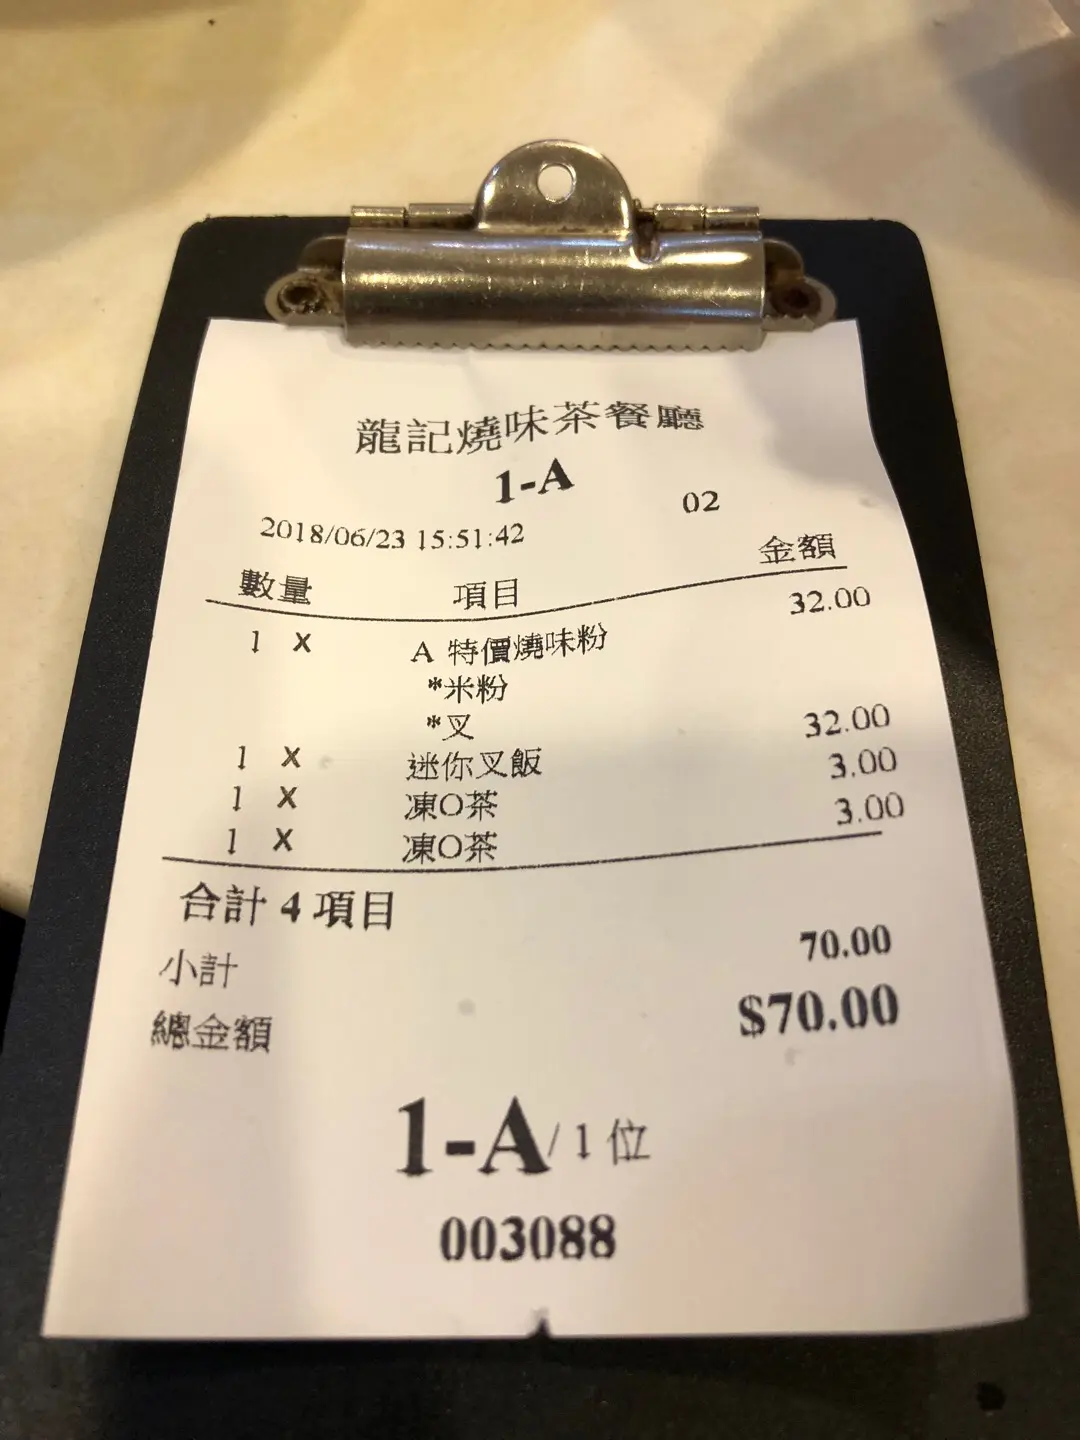 龍記燒味茶餐廳
1-A
2018/06/23 15:51:42 02
數量 項目 金額
1 X A 特價燒味粉 32.00
*米粉
*叉
1 X 迷你叉飯 32.00
1 X 凍O茶 3.00
1 X 凍O茶 3.00
合計 4 項目
小計 70.00
總金額 $70.00
1-A/1 位
003088